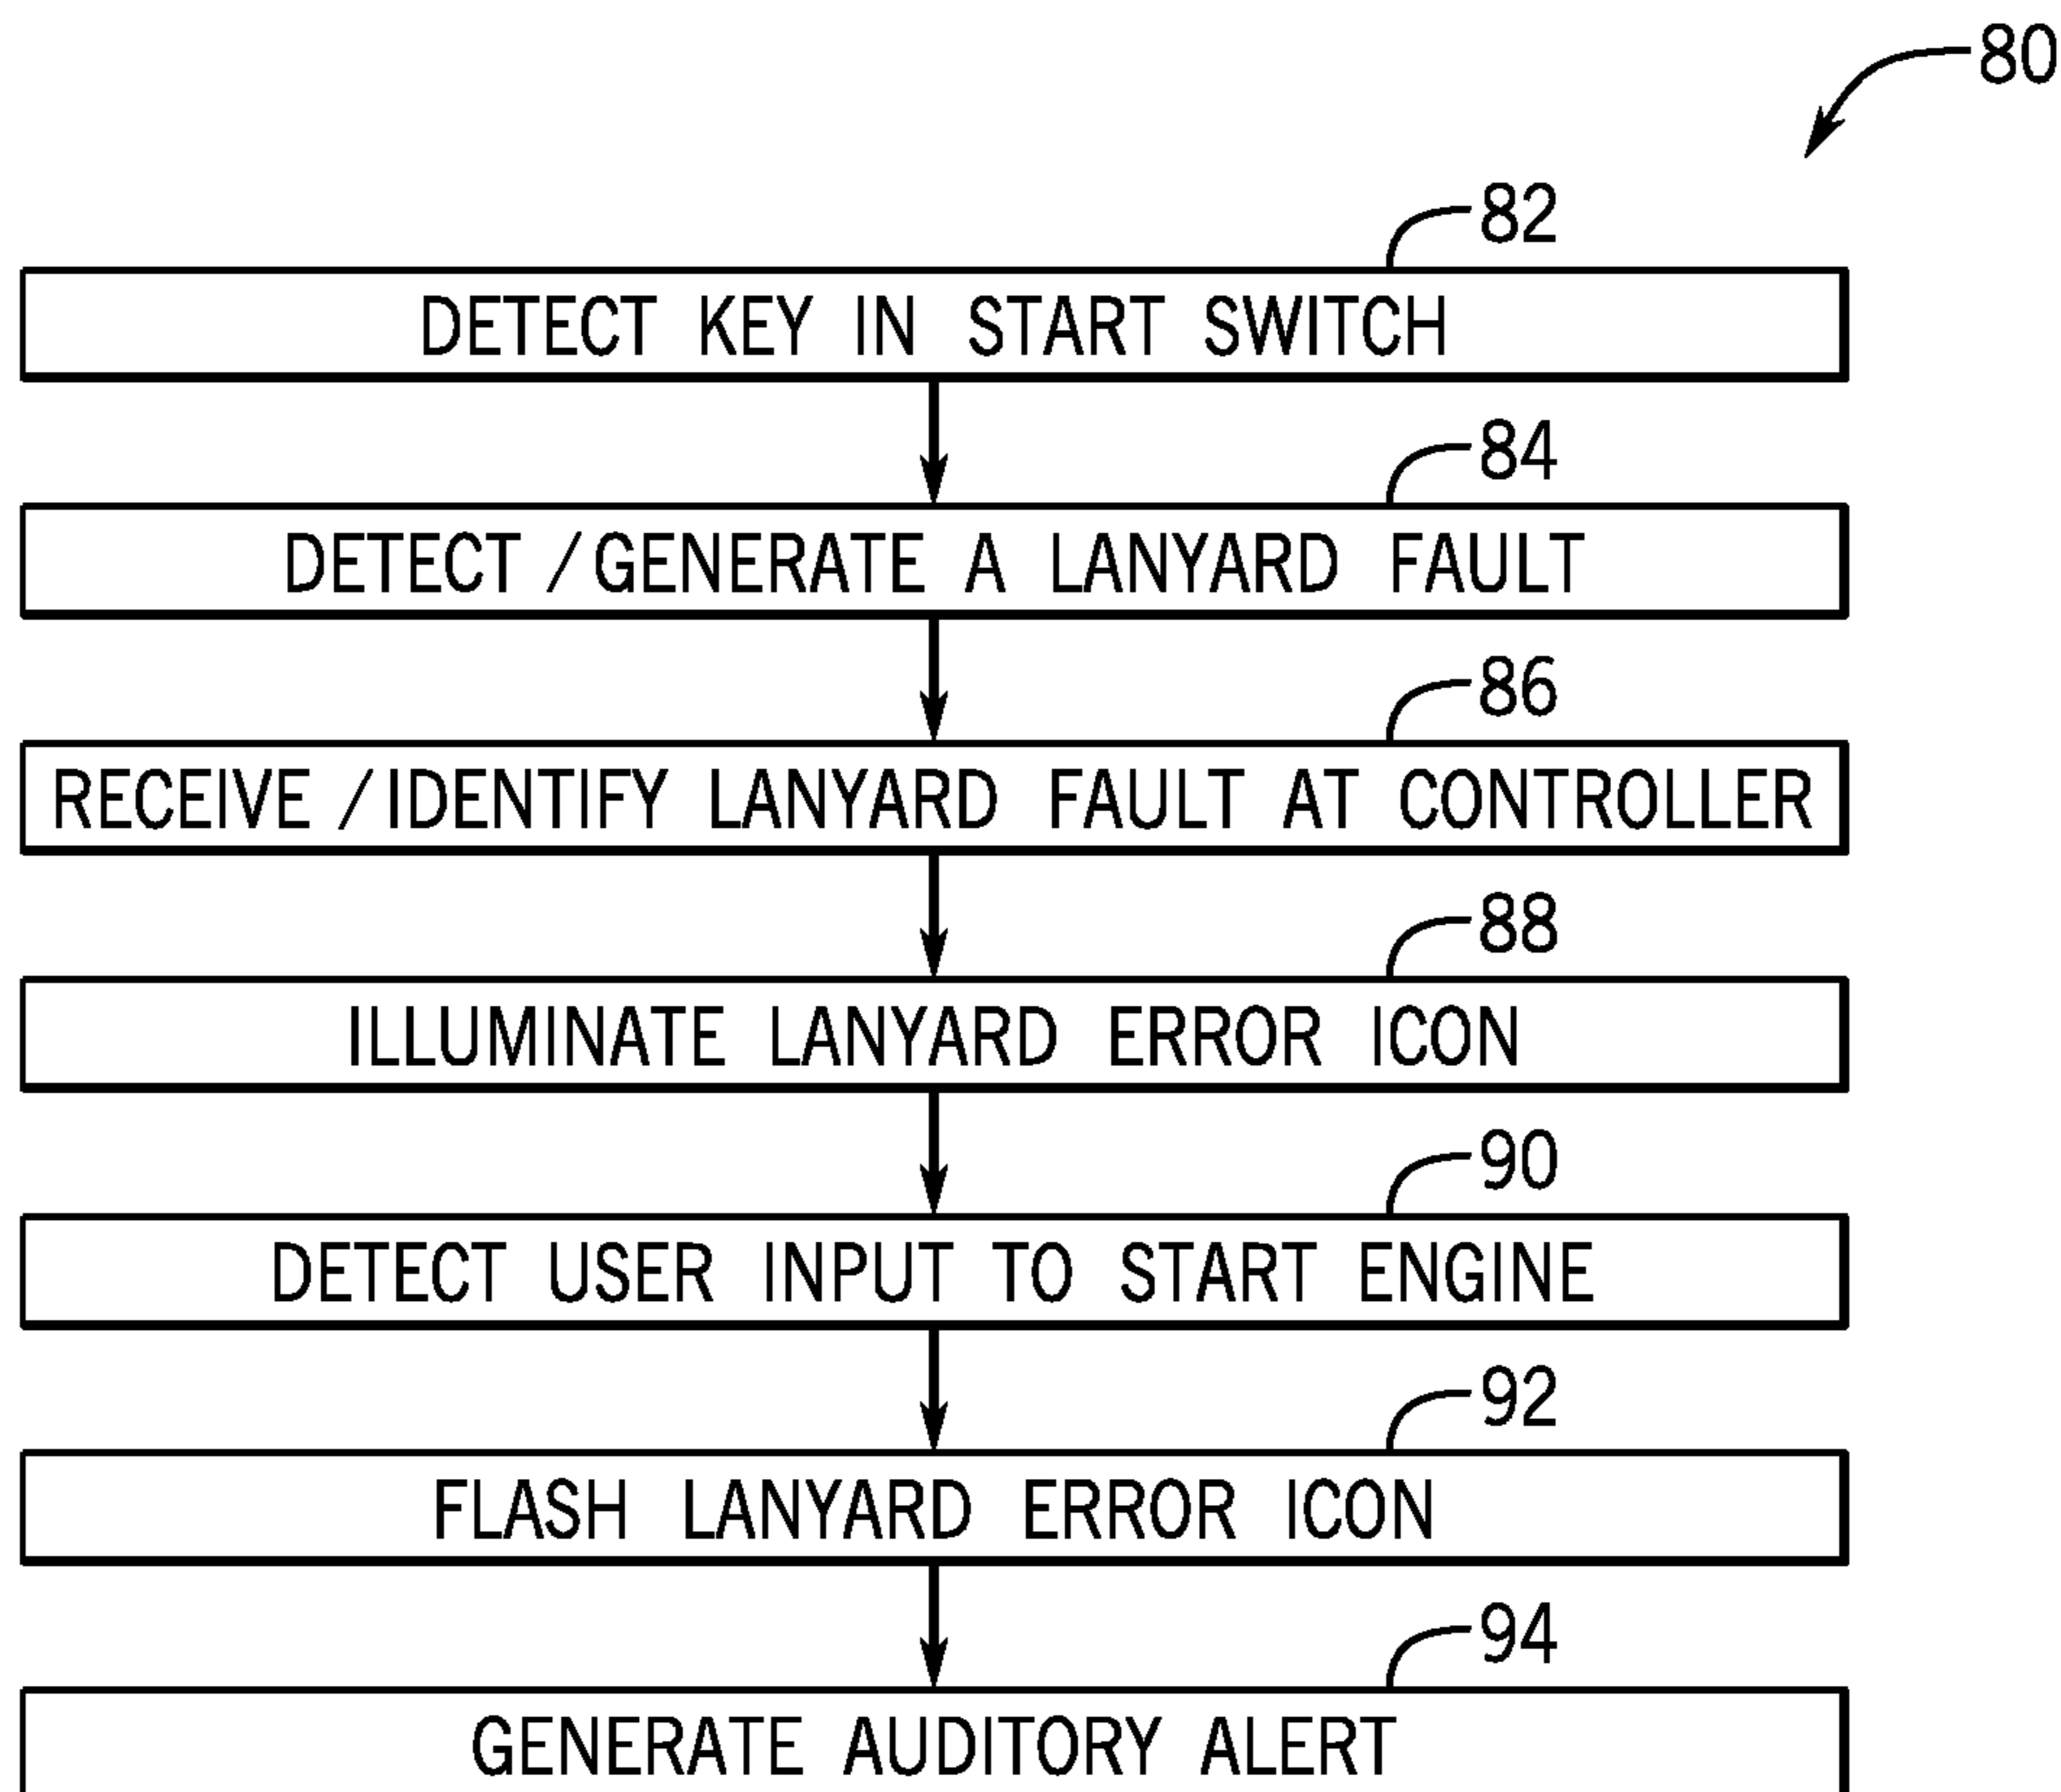 80
82
DETECT KEY IN START SWITCH
84
DETECT / GENERATE A LANYARD FAULT
86
RECEIVE / IDENTIFY LANYARD FAULT AT CONTROLLER
88
ILLUMINATE LANYARD ERROR ICON
90
DETECT USER INPUT TO START ENGINE
92
FLASH LANYARD ERROR ICON
94
GENERATE AUDITORY ALERT